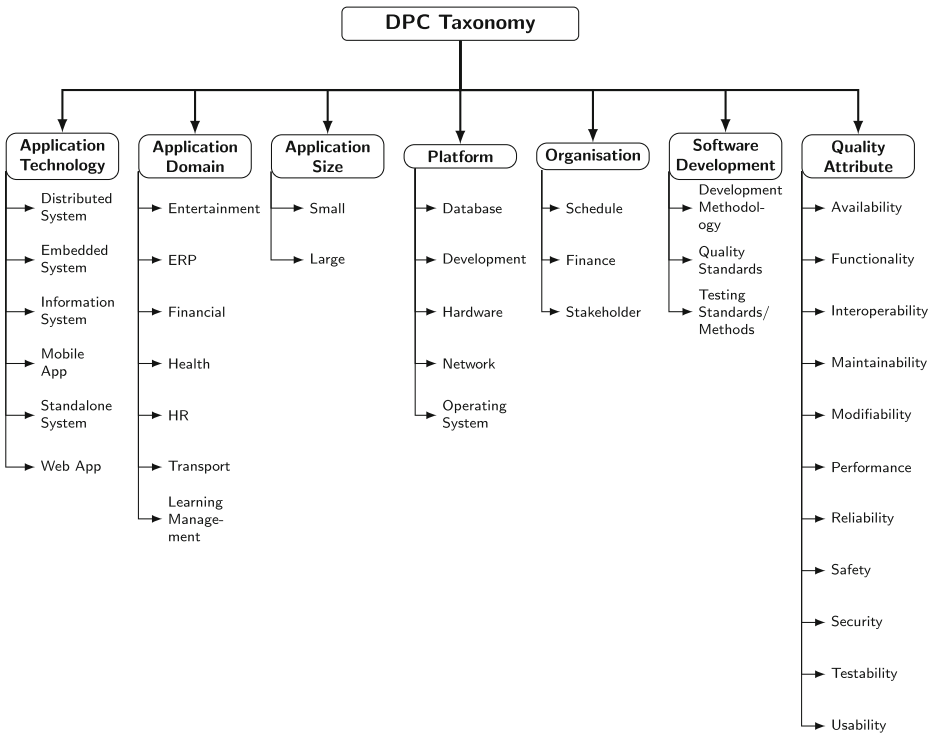 DPC Taxonomy
Application
Technology
Distributed
System
Embedded
System
Information
System
Mobile
App
Standalone
System
Web App
Application
Domain
Entertainment
ERP
Financial
Health
HR
Transport
Learning
Manage-
ment
Application
Size
Small
Large
Platform
Database
Development
Hardware
Network
Operating
System
Organisation
Schedule
Finance
Stakeholder
Software
Development
Development
Methodol-
ogy
Quality
Standards
Testing
Standards/
Methods
Quality
Attribute
Availability
Functionality
Interoperability
Maintainability
Modifiability
Performance
Reliability
Safety
Security
Testability
Usability